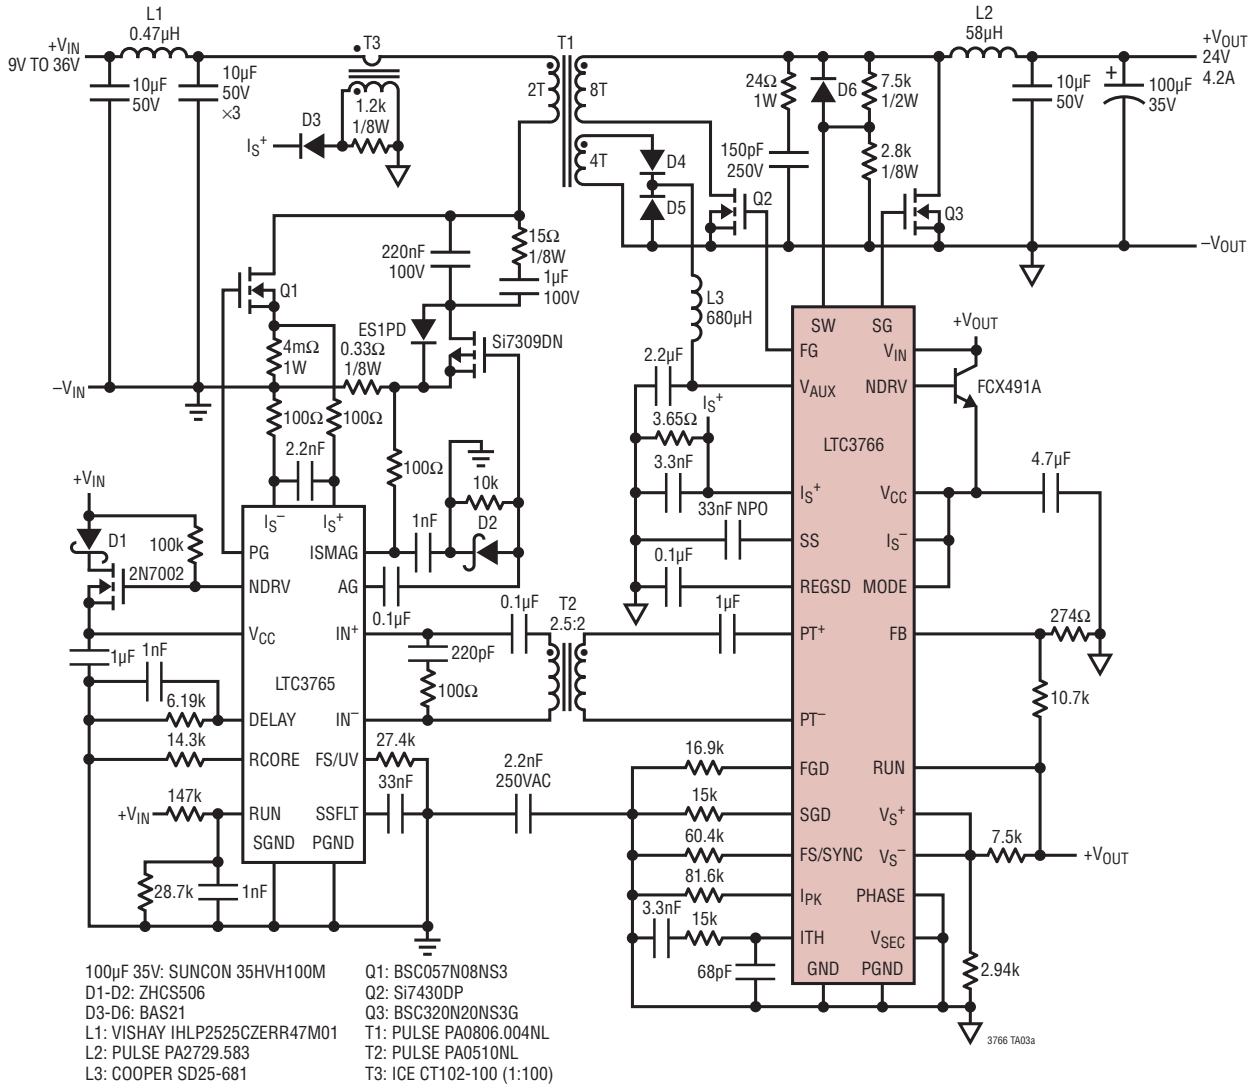 L1
0.47µH
+VIN
9V TO 36V
10µF
50V
10µF
50V
×3
T3
1.2k
1/8W
D3
IS+
T1
2T
8T
4T
D4
D5
24Ω
1W
150pF
250V
D6
7.5k
1/2W
2.8k
1/8W
Q2
Q3
L2
58µH
10µF
50V
+
100µF
35V
+VOUT
24V
4.2A
–VOUT
Q1
220nF
100V
15Ω
1/8W
1µF
100V
ES1PD
Si7309DN
4mΩ
1W
0.33Ω
1/8W
–VIN
100Ω
100Ω
2.2nF
100Ω
10k
1nF
D2
L3
680µH
2.2µF
IS+
3.65Ω
3.3nF
33nF NPO
0.1µF
+VIN
D1
100k
2N7002
IS–
IS+
PG
ISMAG
NDRV
AG
VCC
IN+
LTC3765
DELAY
IN–
RCORE
FS/UV
RUN
SSFLT
SGND
PGND
0.1µF
0.1µF
T2
2.5:2
1µF
220pF
100Ω
1µF
1nF
6.19k
14.3k
+VIN
147k
28.7k
1nF
27.4k
33nF
2.2nF
250VAC
SW
SG
FG
VIN
VAUX
NDRV
LTC3766
IS+
VCC
SS
IS–
REGSD
MODE
PT+
FB
PT–
FGD
RUN
SGD
VS+
FS/SYNC
VS–
IPK
PHASE
ITH
VSEC
GND
PGND
+VOUT
FCX491A
4.7µF
274Ω
10.7k
7.5k
+VOUT
2.94k
16.9k
15k
60.4k
81.6k
3.3nF
15k
68pF
100µF 35V: SUNCON 35HVH100M
D1-D2: ZHCS506
D3-D6: BAS21
L1: VISHAY IHLP2525CZERR47M01
L2: PULSE PA2729.583
L3: COOPER SD25-681
Q1: BSC057N08NS3
Q2: Si7430DP
Q3: BSC320N20NS3G
T1: PULSE PA0806.004NL
T2: PULSE PA0510NL
T3: ICE CT102-100 (1:100)
3766 TA03a